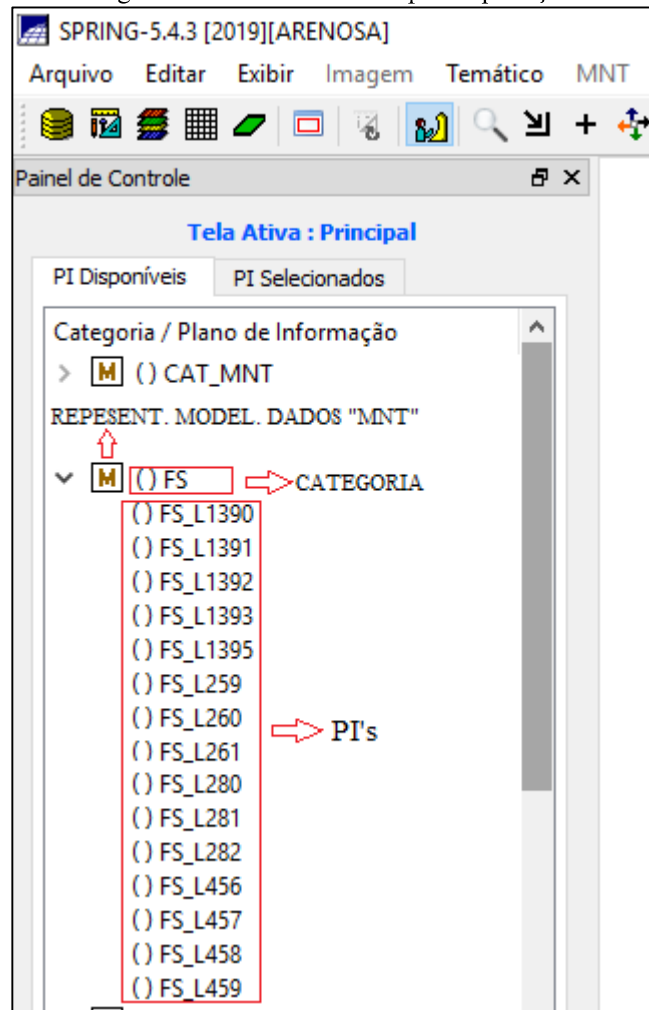 SPRING-5.4.3 [2019][ARENOSA]
Arquivo Editar Exibir Imagem Temático MNT
Painel de Controle
Tela Ativa : Principal
PI Disponíveis PI Selecionados
Categoria / Plano de Informação
M () CAT_MNT
REPESENT. MODEL. DADOS "MNT"
M () FS CATEGORIA
() FS_L1390
() FS_L1391
() FS_L1392
() FS_L1393
() FS_L1395
() FS_L259
() FS_L260
PI's
() FS_L261
() FS_L280
() FS_L281
() FS_L282
() FS_L456
() FS_L457
() FS_L458
() FS_L459